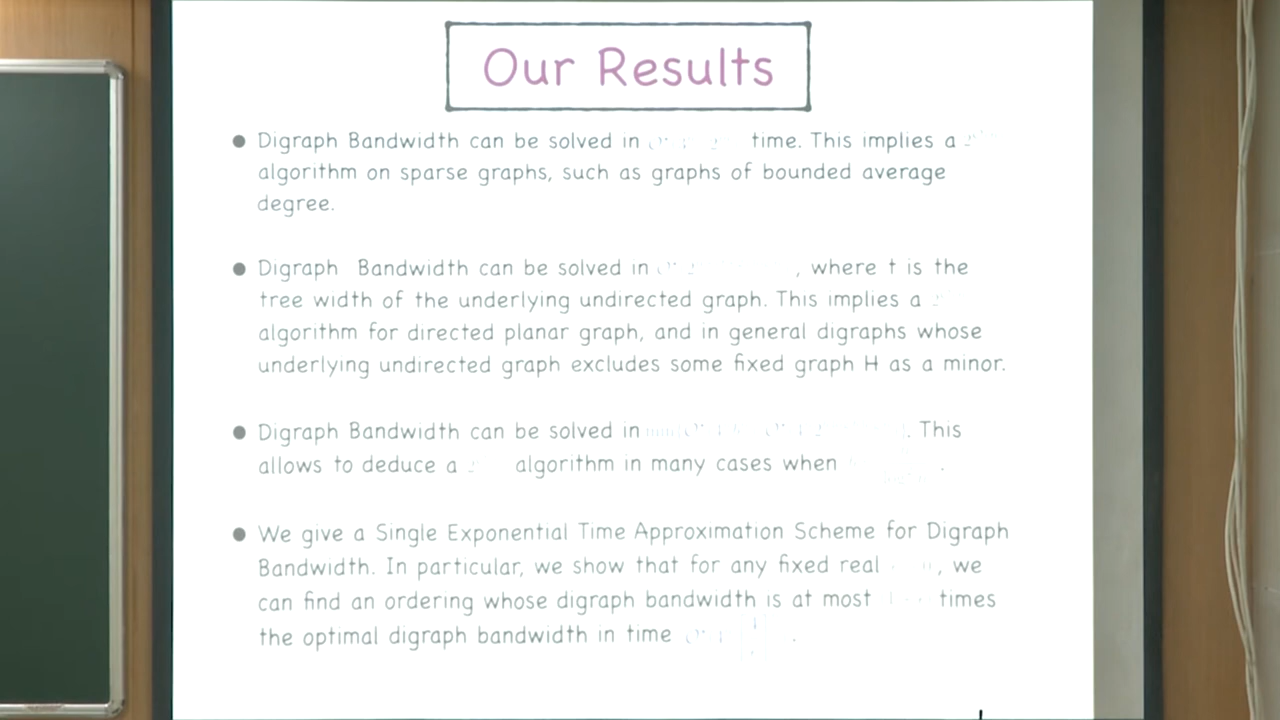 Our Results
Digraph Bandwidth can be solved in time. This implies a
algorithm on sparse graphs, such as graphs of bounded average
degree.
Digraph Bandwidth can be solved in , where t is the
tree width of the underlying undirected graph. This implies a
algorithm for directed planar graph, and in general digraphs whose
underlying undirected graph excludes some fixed graph H as a minor.
Digraph Bandwidth can be solved in . This
allows to deduce a algorithm in many cases when .
We give a Single Exponential Time Approximation Scheme for Digraph
Bandwidth. In particular, we show that for any fixed real , we
can find an ordering whose digraph bandwidth is at most times
the optimal digraph bandwidth in time .